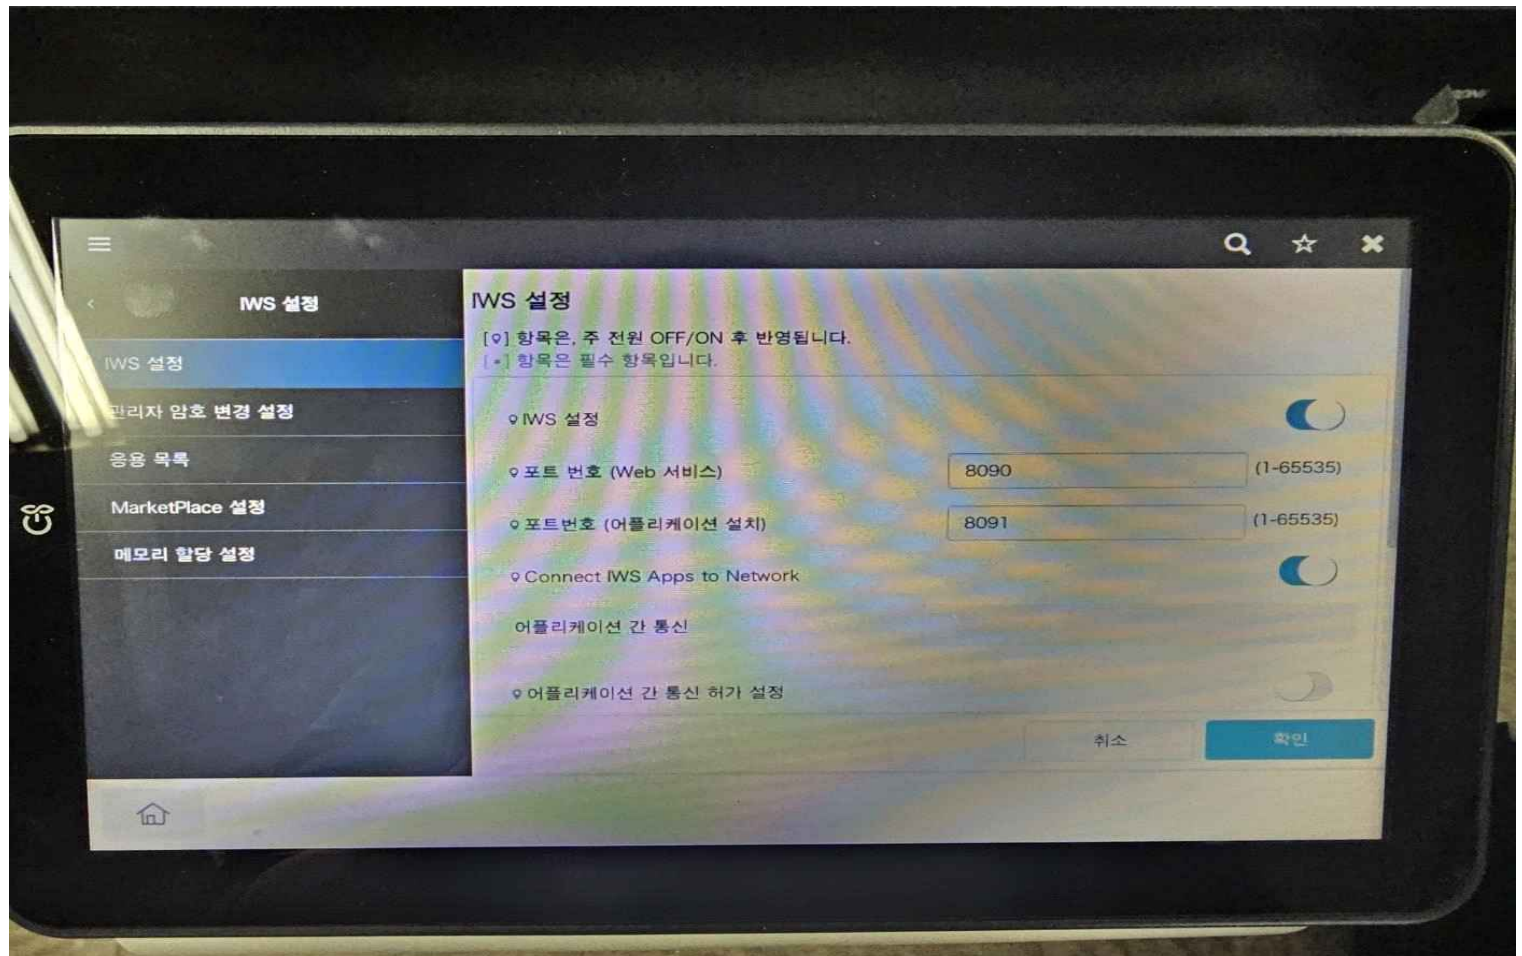 IWS 설정
IWS 설정
관리자 암호 변경 설정
응용 목록
MarketPlace 설정
메모리 할당 설정
IWS 설정
[⚲] 항목은, 주 전원 OFF/ON 후 반영됩니다.
[*] 항목은 필수 항목입니다.
IWS 설정
포트 번호 (Web 서비스) 8090 (1-65535)
포트번호 (어플리케이션 설치) 8091 (1-65535)
Connect IWS Apps to Network
어플리케이션 간 통신
어플리케이션 간 통신 허가 설정
취소 확인